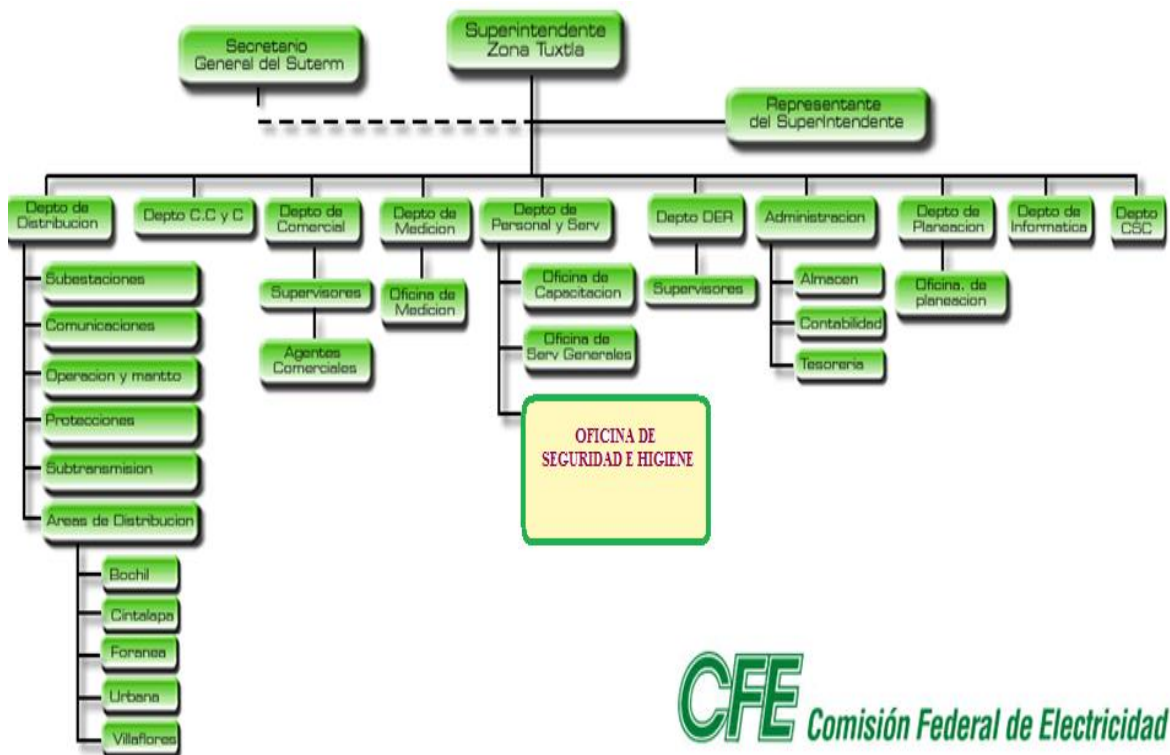 Secretario
General del Suterm
Superintendente
Zona Tuxtla
Representante
del Superintendente
Depto de
Distribucion
Depto C.C y C
Depto de
Comercial
Depto de
Medicion
Depto de
Personal y Serv
Depto DER
Administracion
Depto de
Planeacion
Depto de
Informatica
Depto
CSC
Subestaciones
Comunicaciones
Operacion y mantto
Protecciones
Subtransmision
Areas de Distribucion
Bochil
Cintalapa
Foranea
Urbana
Villaflores
Supervisores
Agentes
Comerciales
Oficina de
Medicion
Oficina de
Capacitacion
Oficina de
Serv Generales
OFICINA DE
SEGURIDAD E HIGIENE
Supervisores
Almacen
Contabilidad
Tesoreria
Oficina. de
planeacion
CFE Comisión Federal de Electricidad